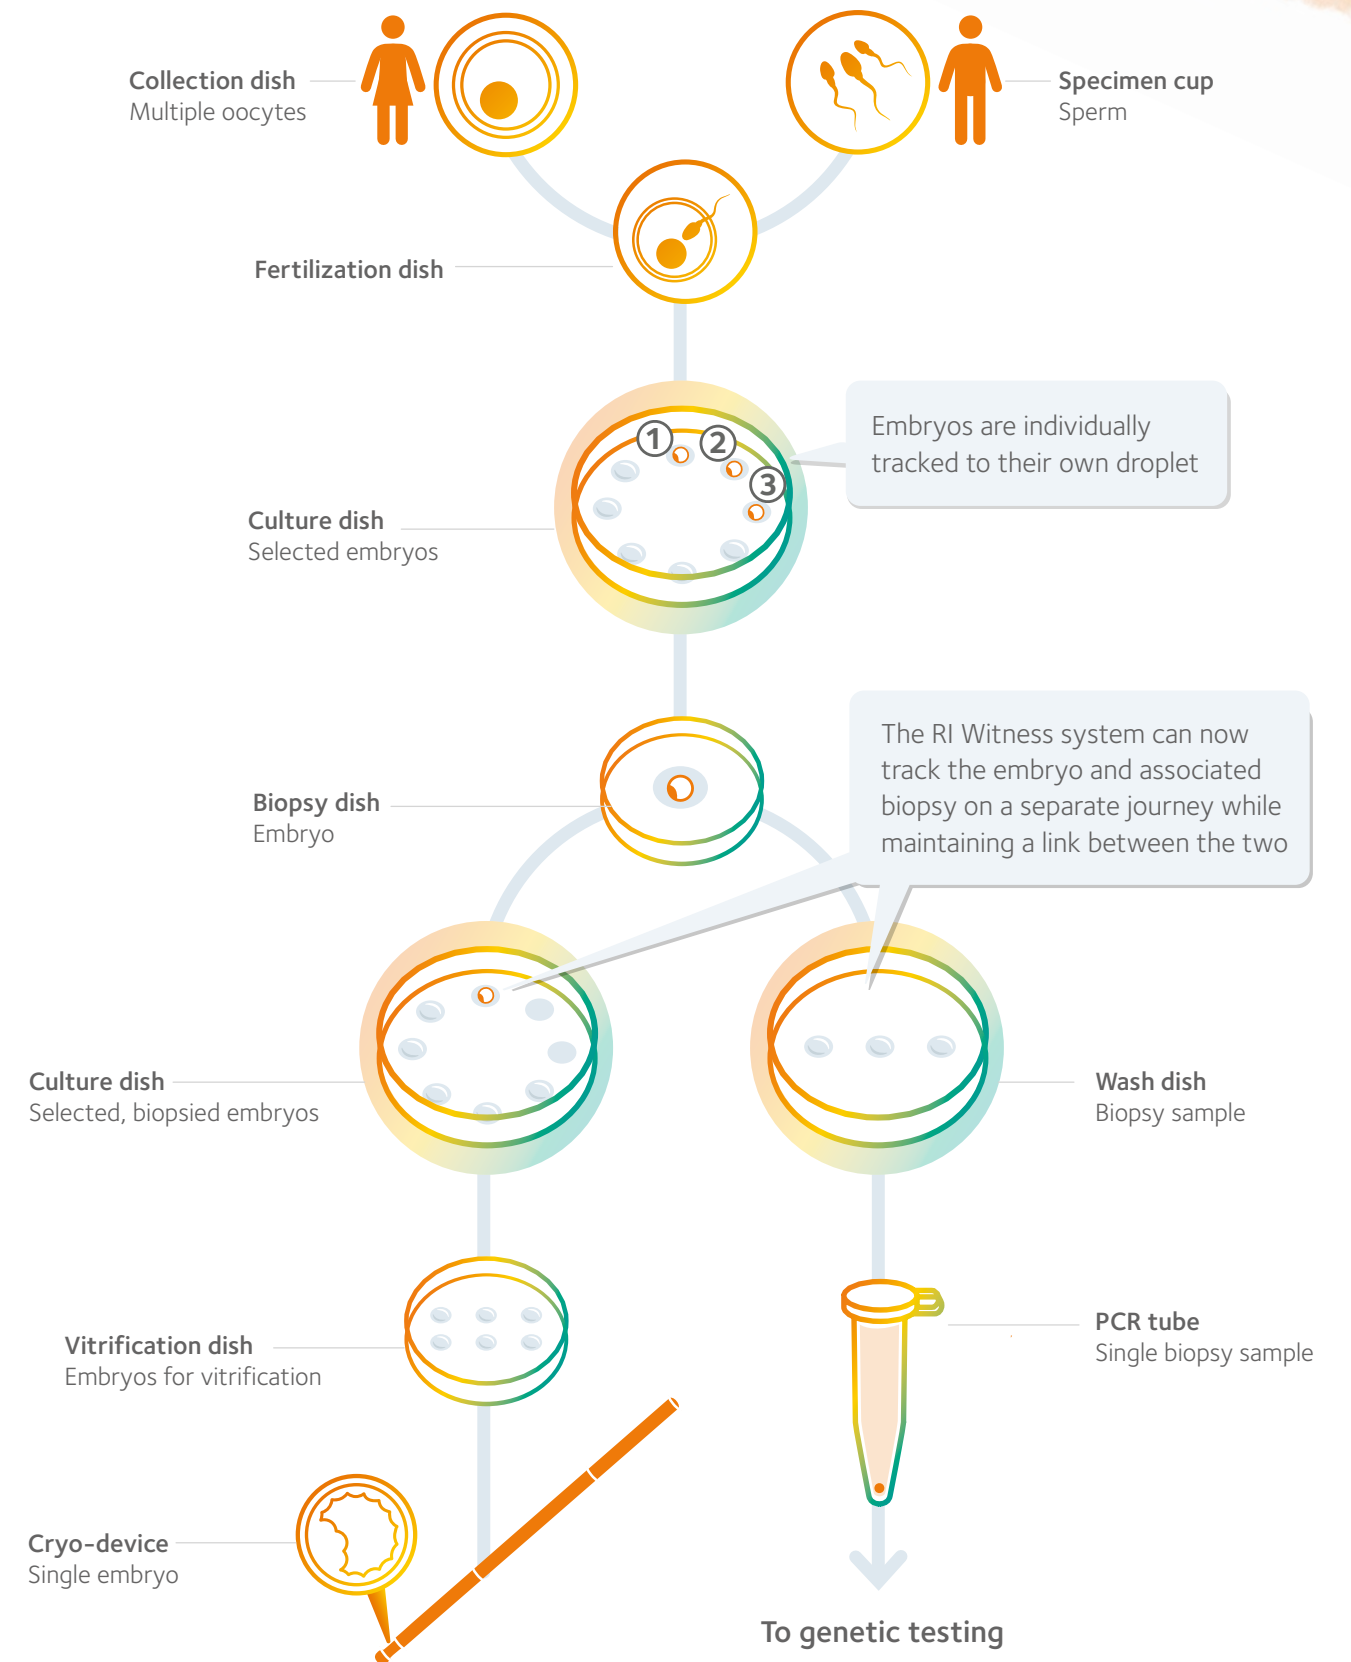 Collection dish
Multiple oocytes
Specimen cup
Sperm
Fertilization dish
1
2
3
Embryos are individually
tracked to their own droplet
Culture dish
Selected embryos
The RI Witness system can now
track the embryo and associated
biopsy on a separate journey while
maintaining a link between the two
Biopsy dish
Embryo
Culture dish
Selected, biopsied embryos
Wash dish
Biopsy sample
Vitrification dish
Embryos for vitrification
PCR tube
Single biopsy sample
Cryo-device
Single embryo
To genetic testing